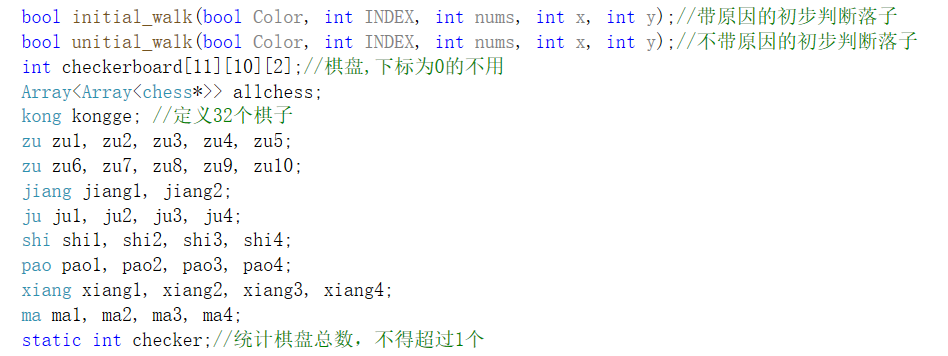 bool initial_walk(bool Color, int INDEX, int nums, int x, int y);//带原因的初步判断落子
bool unitial_walk(bool Color, int INDEX, int nums, int x, int y);//不带原因的初步判断落子
int checkerboard[11][10][2];//棋盘,下标为0的不用
Array<Array<chess*>> allchess;
kong kongge; //定义32个棋子
zu zu1, zu2, zu3, zu4, zu5;
zu zu6, zu7, zu8, zu9, zu10;
jiang jiang1, jiang2;
ju ju1, ju2, ju3, ju4;
shi shi1, shi2, shi3, shi4;
pao pao1, pao2, pao3, pao4;
xiang xiang1, xiang2, xiang3, xiang4;
ma ma1, ma2, ma3, ma4;
static int checker;//统计棋盘总数，不得超过1个